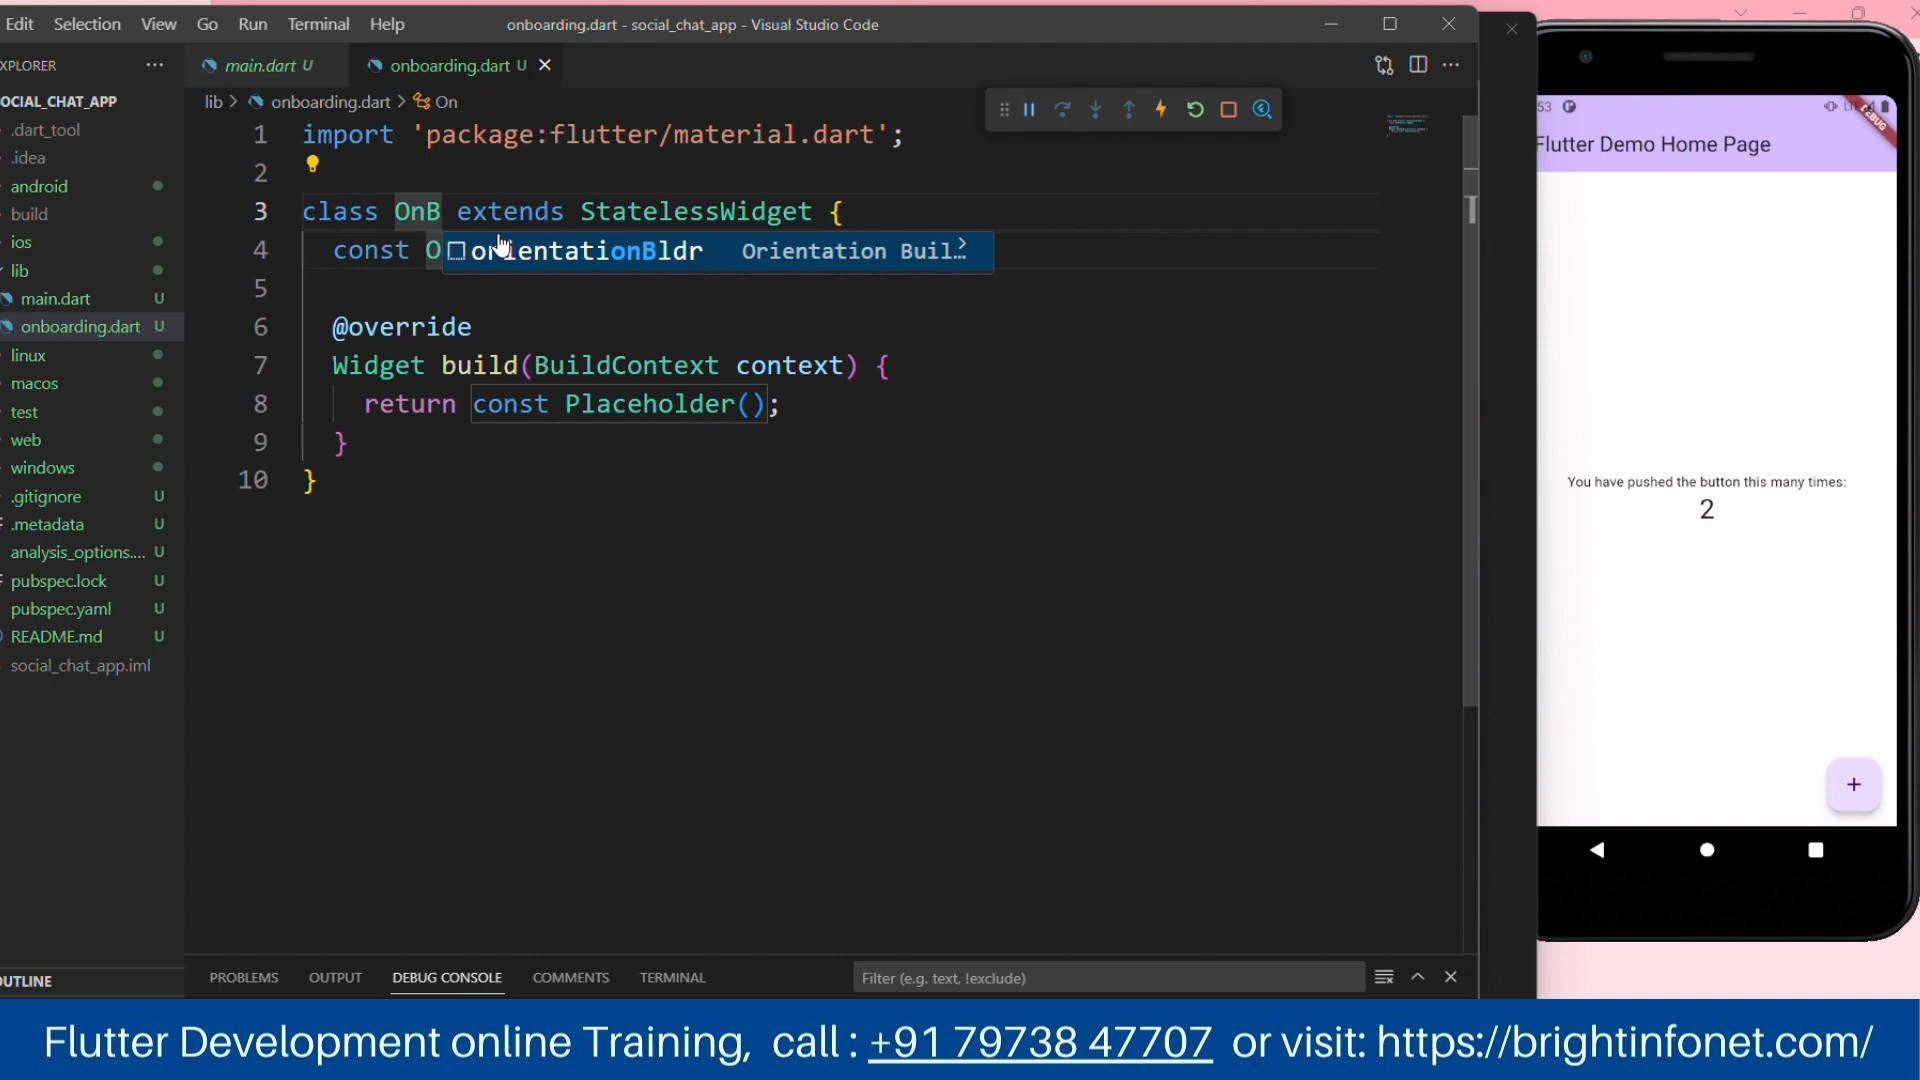 Edit Selection View Go Run Terminal Help
onboarding.dart - social_chat_app - Visual Studio Code
XPLORER
OCIAL_CHAT_APP
.dart_tool
.idea
android
build
ios
lib
main.dart U
onboarding.dart U
linux
macos
test
web
windows
.gitignore U
.metadata U
analysis_options.... U
pubspec.lock U
pubspec.yaml U
README.md U
social_chat_app.iml
OUTLINE
main.dart U
onboarding.dart U
lib > onboarding.dart > On
1 import 'package:flutter/material.dart';
2
3 class OnB extends StatelessWidget {
4 const O
orientationBldr Orientation Buil…
5
6 @override
7 Widget build(BuildContext context) {
8 return const Placeholder();
9 }
10 }
PROBLEMS OUTPUT DEBUG CONSOLE COMMENTS TERMINAL
Filter (e.g. text, !exclude)
53
LTE
DEBUG
Flutter Demo Home Page
You have pushed the button this many times:
2
+
Flutter Development online Training, call : +91 79738 47707 or visit: https://brightinfonet.com/